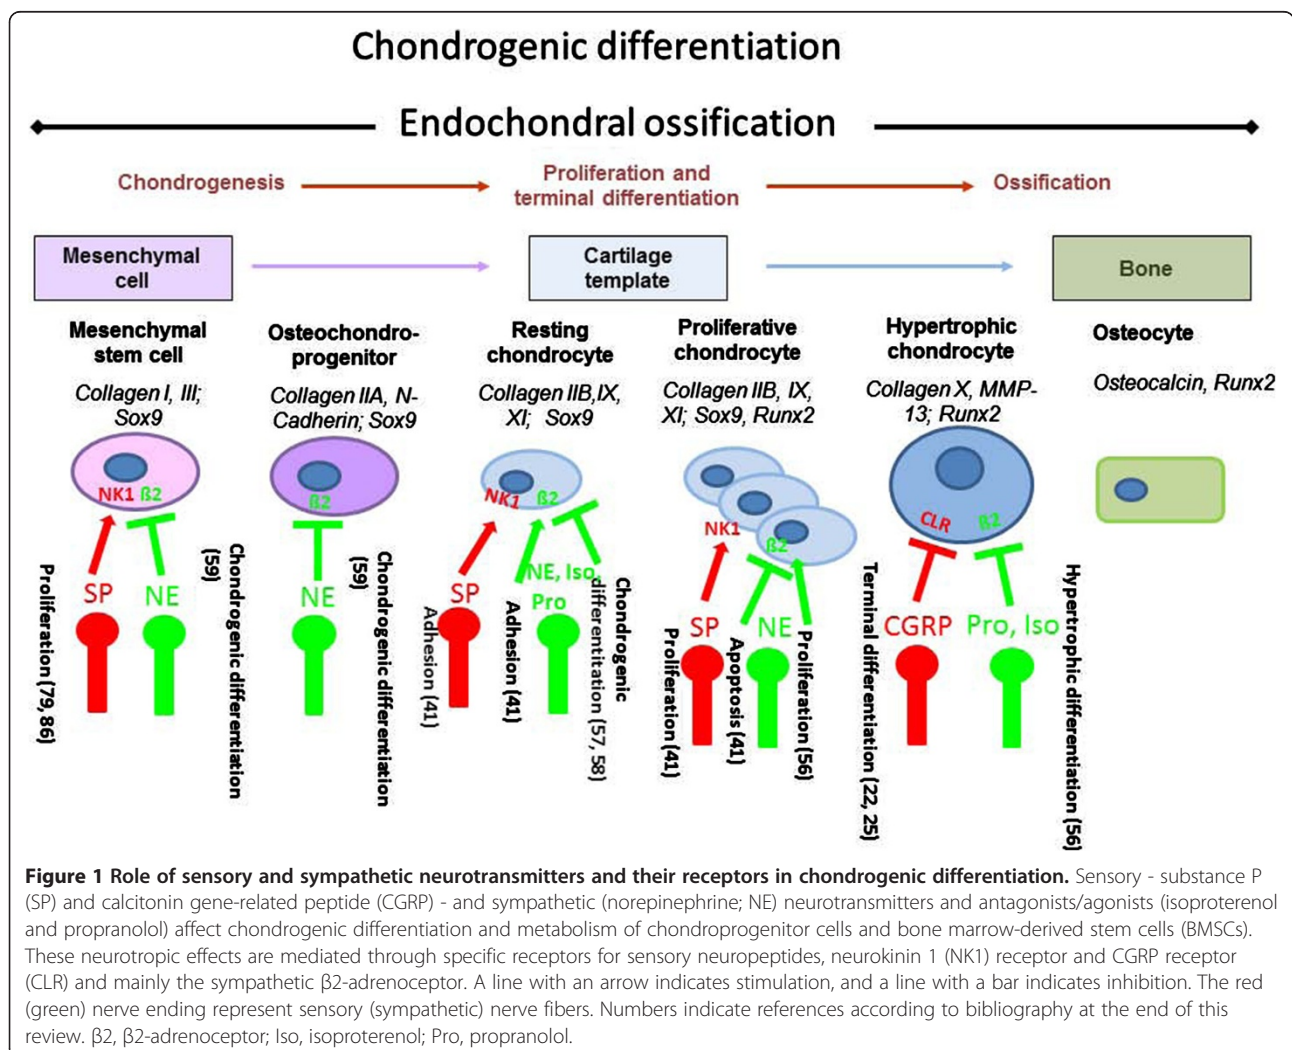 Chondrogenic differentiation
Endochondral ossification
Chondrogenesis
Proliferation and
terminal differentiation
Ossification
Mesenchymal
cell
Cartilage
template
Bone
Mesenchymal
stem cell
Collagen I, III;
Sox9
Osteochondro-
progenitor
Collagen IIA, N-
Cadherin; Sox9
Resting
chondrocyte
Collagen IIB,IX,
XI; Sox9
Proliferative
chondrocyte
Collagen IIB, IX,
XI; Sox9, Runx2
Hypertrophic
chondrocyte
Collagen X, MMP-
13; Runx2
Osteocyte
Osteocalcin, Runx2
NK1 ß2
SP
NE
Proliferation (79, 86)
Chondrogenic differentiation
(59)
ß2
NE
Chondrogenic differentiation
(59)
NK1 ß2
SP
Adhesion (41)
NE, Iso,
Pro
Adhesion (41)
Chondrogenic
differentitation (57, 58)
NK1
ß2
SP
NE
Proliferation (41)
Apoptosis (41)
Proliferation (56)
CLR ß2
CGRP
Pro, Iso
Terminal differentiation (22, 25)
Hypertrophic differentiation (56)
Figure 1 Role of sensory and sympathetic neurotransmitters and their receptors in chondrogenic differentiation. Sensory - substance P
(SP) and calcitonin gene-related peptide (CGRP) - and sympathetic (norepinephrine; NE) neurotransmitters and antagonists/agonists (isoproterenol
and propranolol) affect chondrogenic differentiation and metabolism of chondroprogenitor cells and bone marrow-derived stem cells (BMSCs).
These neurotropic effects are mediated through specific receptors for sensory neuropeptides, neurokinin 1 (NK1) receptor and CGRP receptor
(CLR) and mainly the sympathetic β2-adrenoceptor. A line with an arrow indicates stimulation, and a line with a bar indicates inhibition. The red
(green) nerve ending represent sensory (sympathetic) nerve fibers. Numbers indicate references according to bibliography at the end of this
review. β2, β2-adrenoceptor; Iso, isoproterenol; Pro, propranolol.